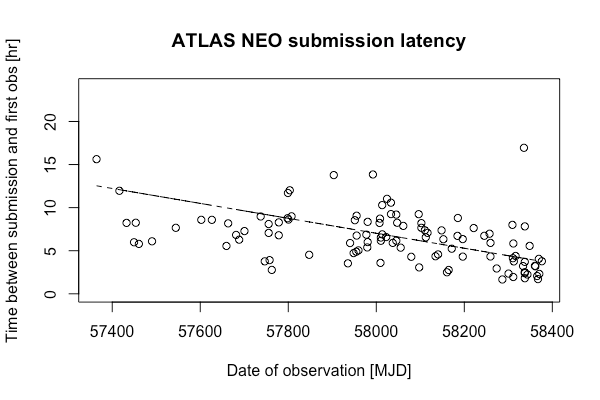 ATLAS NEO submission latency
Time between submission and first obs [hr]
20
15
10
5
0
57400 57600 57800 58000 58200 58400
Date of observation [MJD]